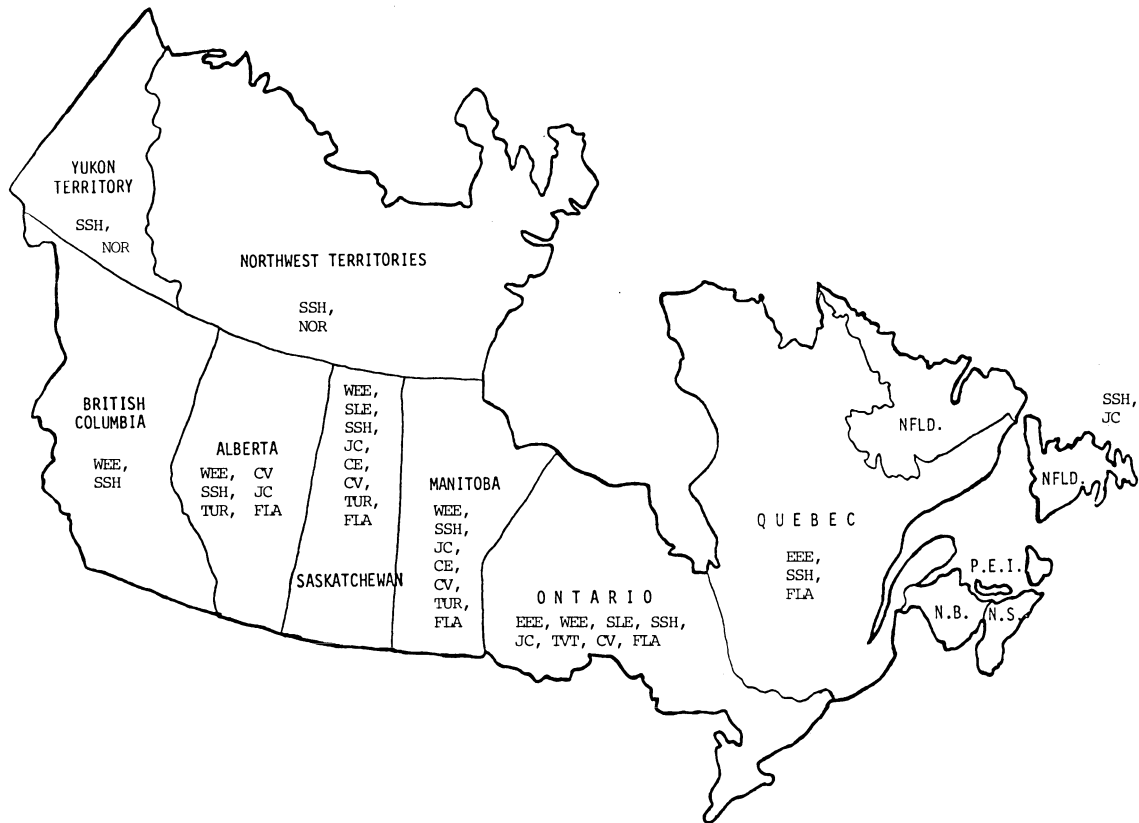 YUKON
TERRITORY
SSH,
NOR
NORTHWEST TERRITORIES
SSH,
NOR
BRITISH
COLUMBIA
WEE,
SSH
ALBERTA
WEE, CV
SSH, JC
TUR, FLA
WEE,
SLE,
SSH,
JC,
CE,
CV,
TUR,
FLA
SASKATCHEWAN
MANITOBA
WEE,
SSH,
JC,
CE,
CV,
TUR,
FLA
ONTARIO
EEE, WEE, SLE, SSH,
JC, TVT, CV, FLA
QUEBEC
EEE,
SSH,
FLA
NFLD.
SSH,
JC
NFLD.
P.E.I.
N.B.
N.S.